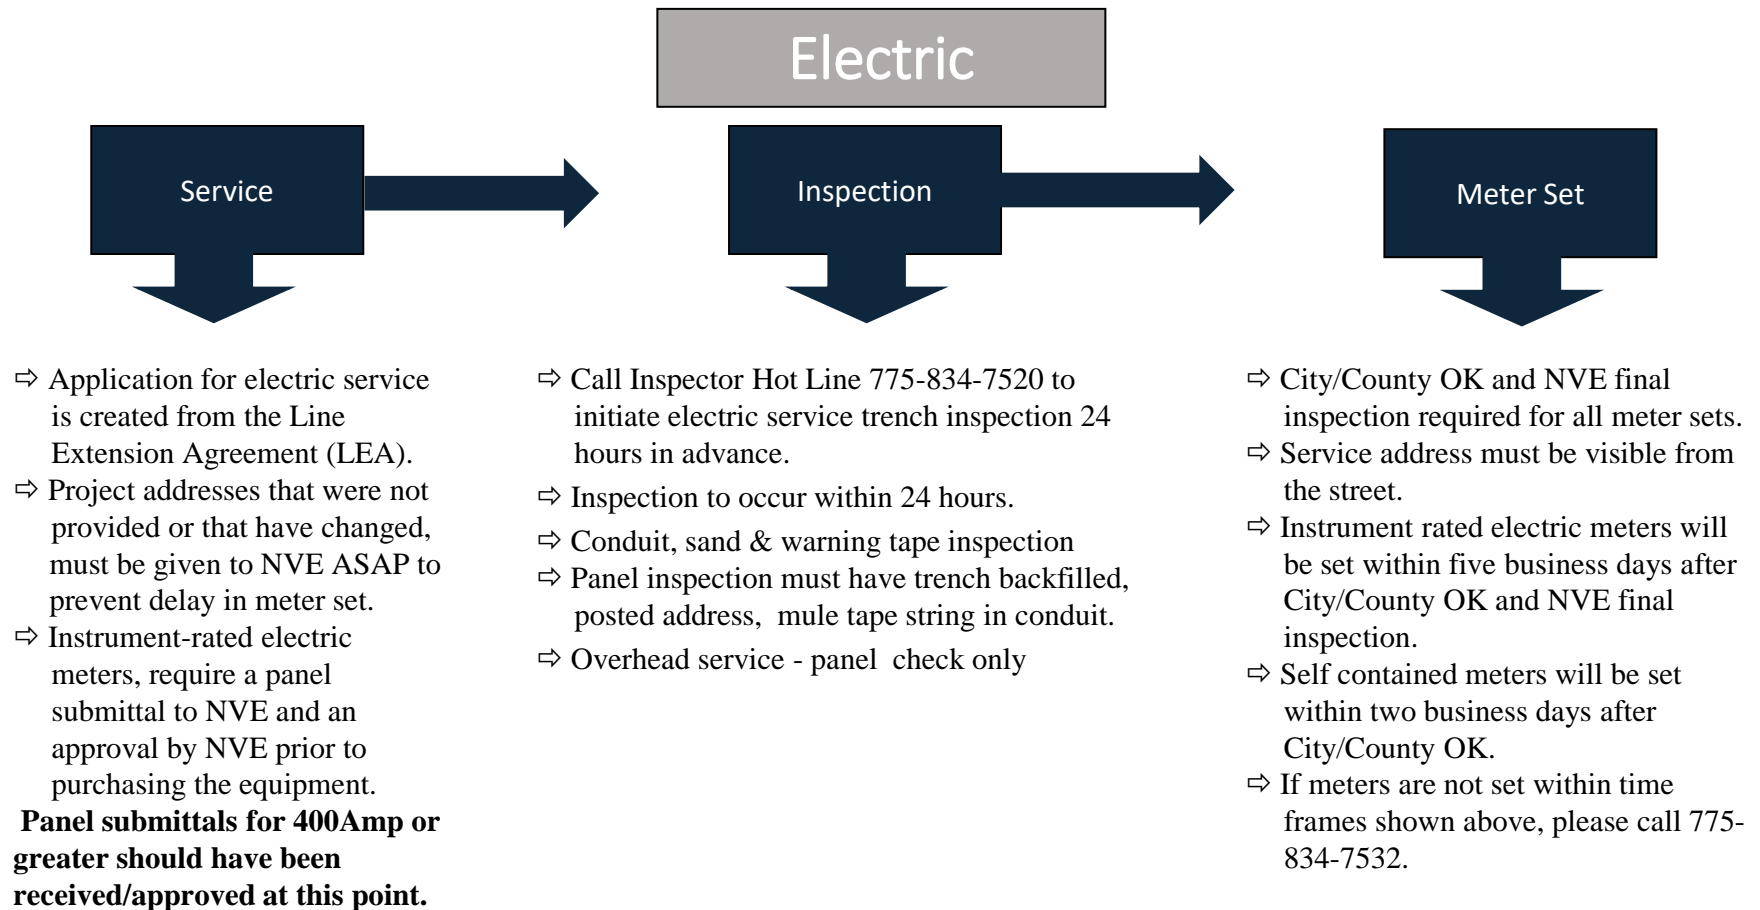 Electric
Service
Inspection
Meter Set
⇨ Application for electric service
is created from the Line
Extension Agreement (LEA).
⇨ Project addresses that were not
provided or that have changed,
must be given to NVE ASAP to
prevent delay in meter set.
⇨ Instrument-rated electric
meters, require a panel
submittal to NVE and an
approval by NVE prior to
purchasing the equipment.
Panel submittals for 400Amp or
greater should have been
received/approved at this point.
⇨ Call Inspector Hot Line 775-834-7520 to
initiate electric service trench inspection 24
hours in advance.
⇨ Inspection to occur within 24 hours.
⇨ Conduit, sand & warning tape inspection
⇨ Panel inspection must have trench backfilled,
posted address, mule tape string in conduit.
⇨ Overhead service - panel check only
⇨ City/County OK and NVE final
inspection required for all meter sets.
⇨ Service address must be visible from
the street.
⇨ Instrument rated electric meters will
be set within five business days after
City/County OK and NVE final
inspection.
⇨ Self contained meters will be set
within two business days after
City/County OK.
⇨ If meters are not set within time
frames shown above, please call 775-
834-7532.